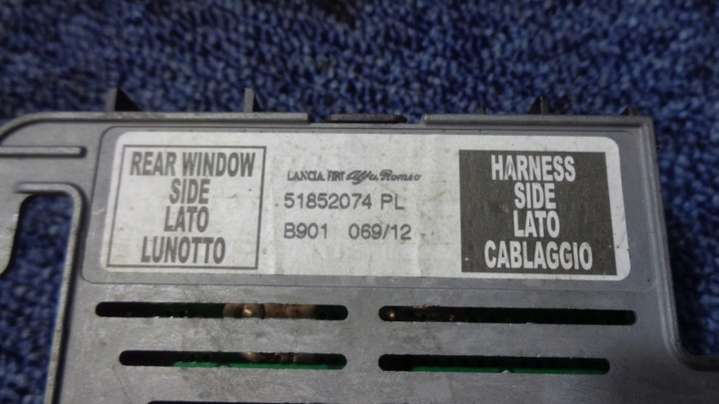 REAR WINDOW
SIDE
LATO
LUNOTTO
LANCIA FIAT Alfa Romeo
51852074 PL
B901 069/12
HARNESS
SIDE
LATO
CABLAGGIO